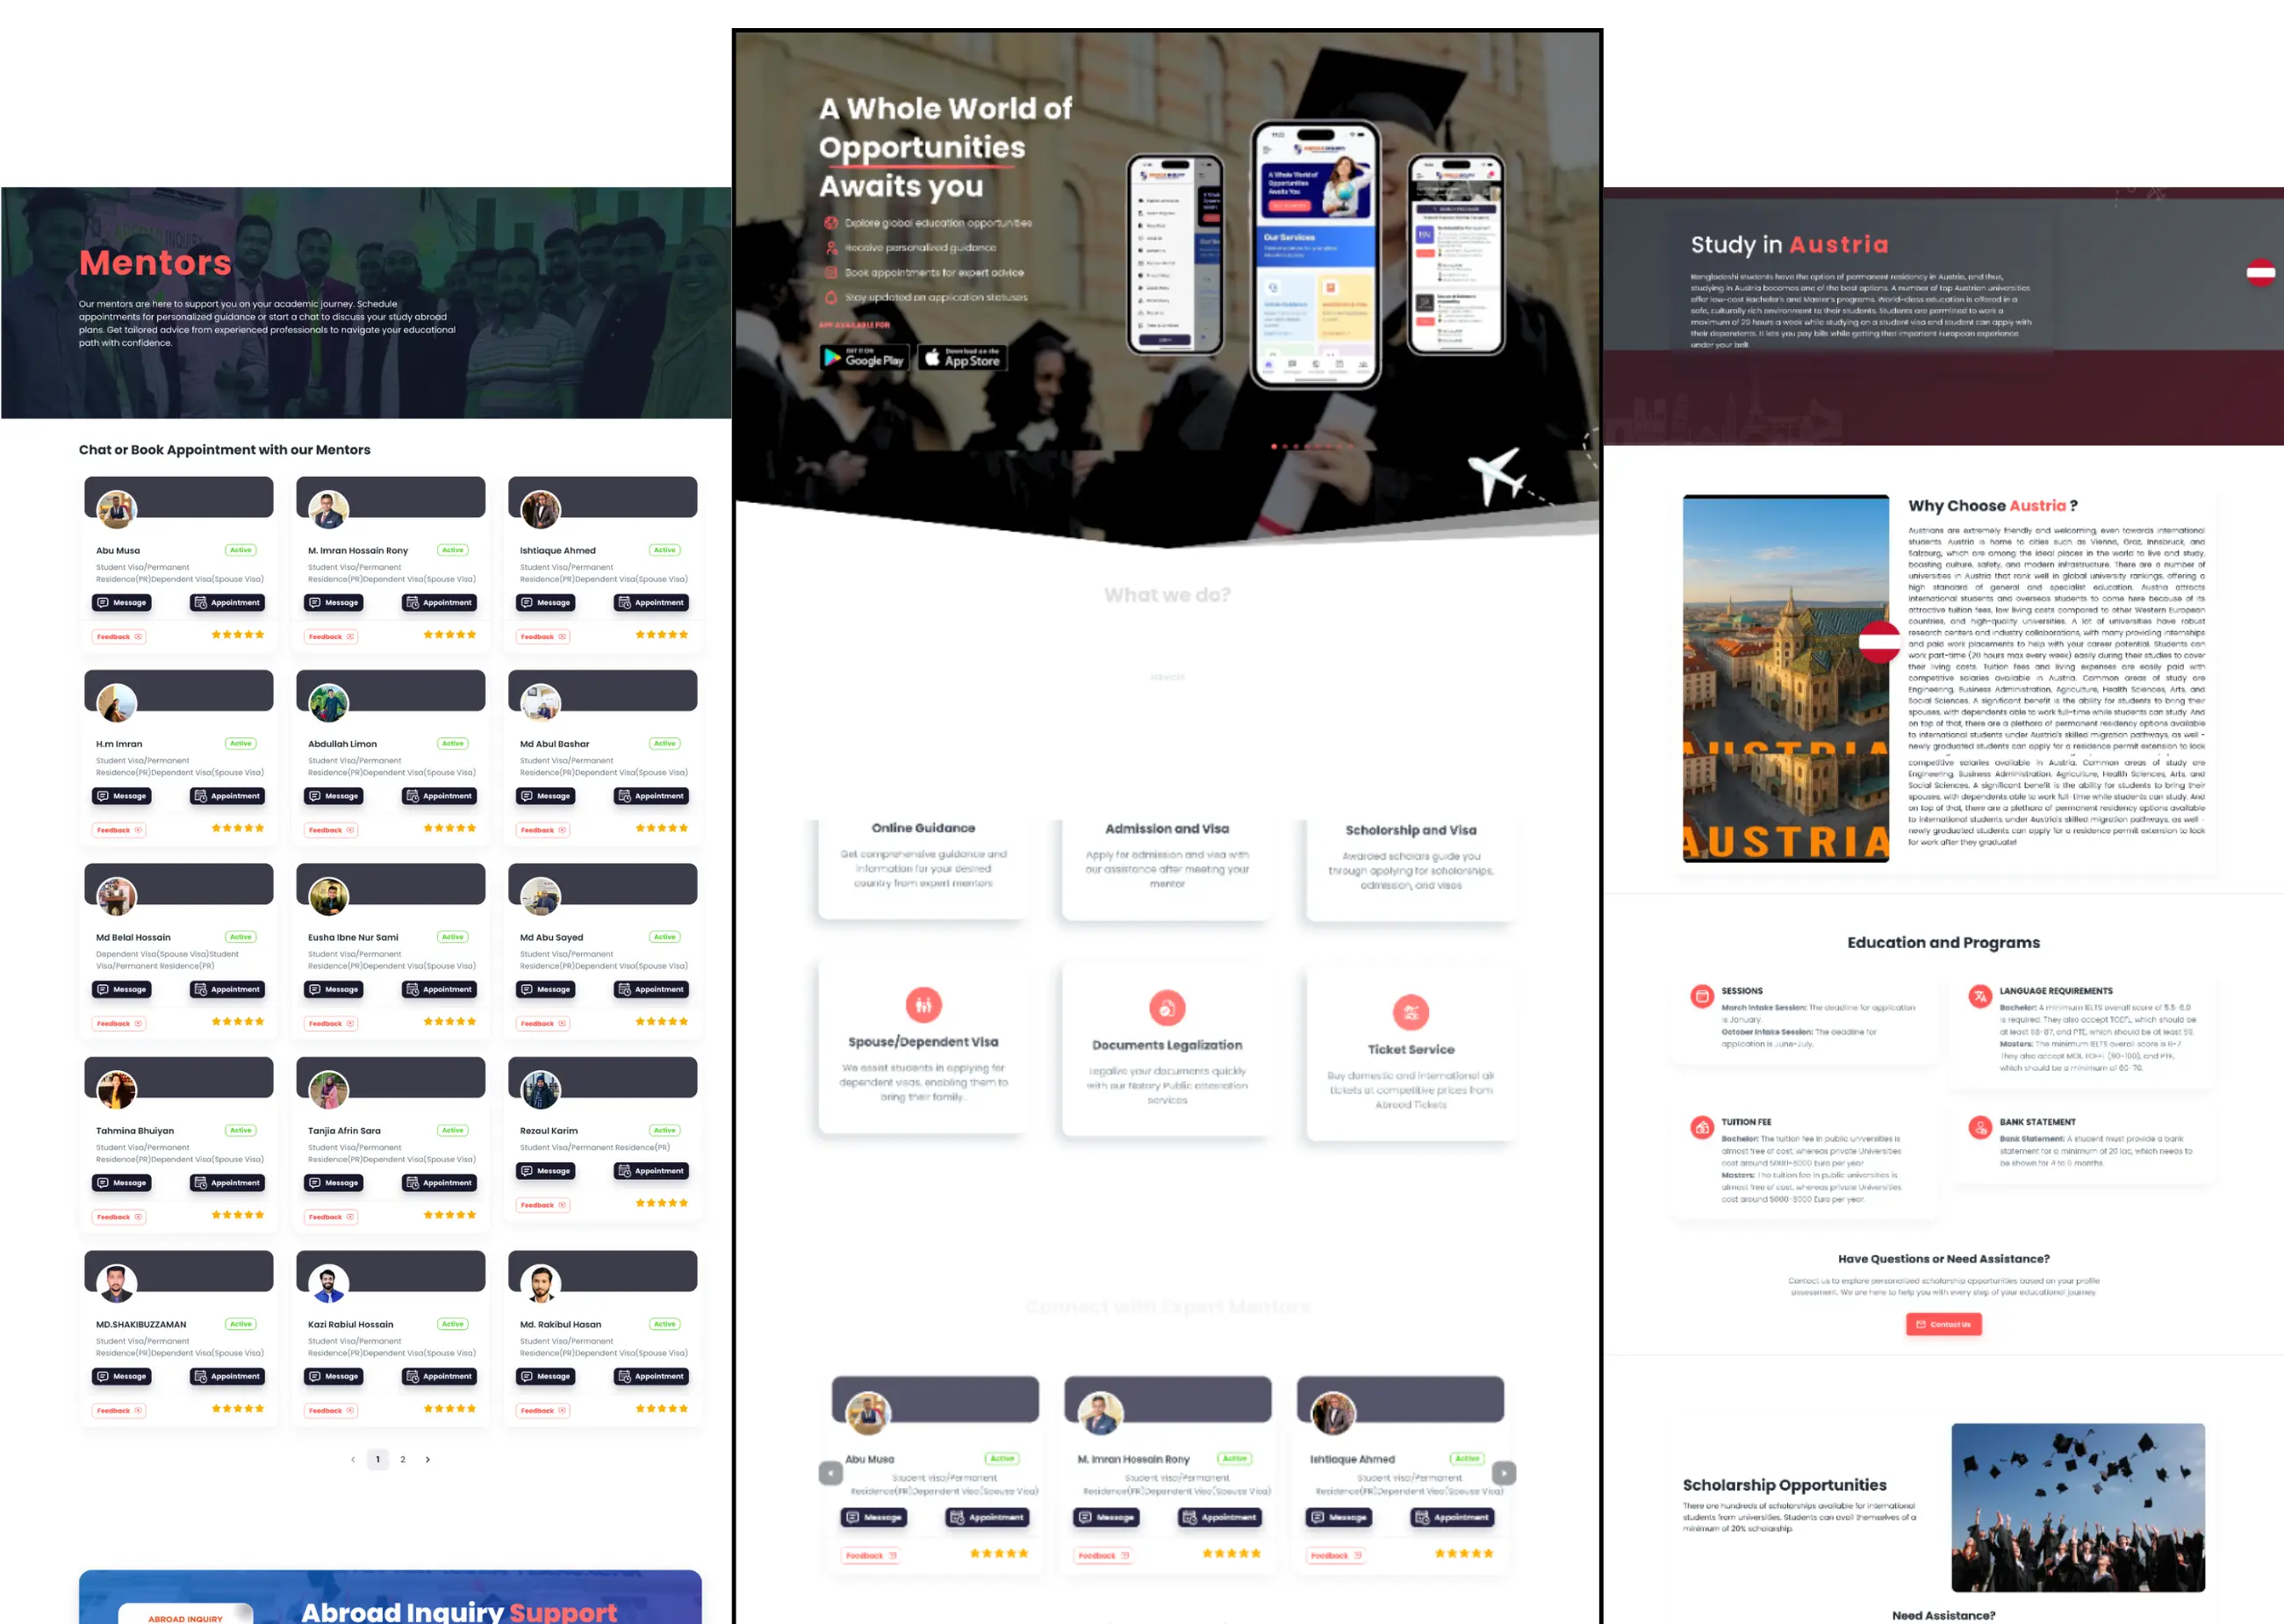 Mentors
Our mentors are here to support you on your academic journey. Schedule
appointments for personalized guidance or start a chat to discuss your study abroad
plans. Get tailored advice from experienced professionals to navigate your educational
path with confidence.
Chat or Book Appointment with our Mentors
Abu Musa Active
Student Visa/Permanent
Residence(PR)Dependent Visa(Spouse Visa)
Message Appointment
Feedback
M. Imran Hossain Rony Active
Student Visa/Permanent
Residence(PR)Dependent Visa(Spouse Visa)
Message Appointment
Feedback
Ishtiaque Ahmed Active
Student Visa/Permanent
Residence(PR)Dependent Visa(Spouse Visa)
Message Appointment
Feedback
H.m Imran Active
Student Visa/Permanent
Residence(PR)Dependent Visa(Spouse Visa)
Message Appointment
Feedback
Abdullah Limon Active
Student Visa/Permanent
Residence(PR)Dependent Visa(Spouse Visa)
Message Appointment
Feedback
Md Abul Bashar Active
Student Visa/Permanent
Residence(PR)Dependent Visa(Spouse Visa)
Message Appointment
Feedback
Md Belal Hossain Active
Dependent Visa(Spouse Visa)Student
Visa/Permanent Residence(PR)
Message Appointment
Feedback
Eusha Ibne Nur Sami Active
Student Visa/Permanent
Residence(PR)Dependent Visa(Spouse Visa)
Message Appointment
Feedback
Md Abu Sayed Active
Student Visa/Permanent
Residence(PR)Dependent Visa(Spouse Visa)
Message Appointment
Feedback
Tahmina Bhuiyan Active
Student Visa/Permanent
Residence(PR)Dependent Visa(Spouse Visa)
Message Appointment
Feedback
Tanjia Afrin Sara Active
Student Visa/Permanent
Residence(PR)Dependent Visa(Spouse Visa)
Message Appointment
Feedback
Rezaul Karim Active
Student Visa/Permanent Residence(PR)
Message Appointment
Feedback
MD.SHAKIBUZZAMAN Active
Student Visa/Permanent
Residence(PR)Dependent Visa(Spouse Visa)
Message Appointment
Feedback
Kazi Rabiul Hossain Active
Student Visa/Permanent
Residence(PR)Dependent Visa(Spouse Visa)
Message Appointment
Feedback
Md. Rakibul Hasan Active
Student Visa/Permanent
Residence(PR)Dependent Visa(Spouse Visa)
Message Appointment
Feedback
1 2
ABROAD INQUIRY
Abroad Inquiry Support
A Whole World of
Opportunities
Awaits you
Explore global education opportunities
Receive personalized guidance
Book appointments for expert advice
Stay updated on application statuses
APP AVAILABLE FOR
GET IT ON
Google Play
Download on the
App Store
A Whole World of
Opportunities
Awaits You
Our Services
What we do?
services
Online Guidance
Get comprehensive guidance and
information for your desired
country from expert mentors
Admission and Visa
Apply for admission and visa with
our assistance after meeting your
mentor
Scholorship and Visa
Awarded scholars guide you
through applying for scholarships,
admission, and visas
Spouse/Dependent Visa
We assist students in applying for
dependent visas, enabling them to
bring their family.
Documents Legalization
Legalize your documents quickly
with our Notary Public attestation
services
Ticket Service
Buy domestic and international air
tickets at competitive prices from
Abroad Tickets
Connect with Expert Mentors
Abu Musa Active
Student Visa/Permanent
Residence(PR)Dependent Visa(Spouse Visa)
Message Appointment
Feedback
M. Imran Hossain Rony Active
Student Visa/Permanent
Residence(PR)Dependent Visa(Spouse Visa)
Message Appointment
Feedback
Ishtiaque Ahmed Active
Student Visa/Permanent
Residence(PR)Dependent Visa(Spouse Visa)
Message Appointment
Feedback
Study in Austria
Bangladeshi students have the option of permanent residency in Austria, and thus,
studying in Austria becomes one of the best options. A number of top Austrian universities
offer low-cost Bachelor's and Master's programs. World-class education is offered in a
safe, culturally rich environment to their students. Students are permitted to work a
maximum of 20 hours a week while studying on a student visa and student can apply with
their dependents. It lets you pay bills while getting that important European experience
under your belt
AUSTRIA
AUSTRIA
Why Choose Austria ?
Austrians are extremely friendly and welcoming, even towards international
students. Austria is home to cities such as Vienna, Graz, Innsbruck, and
Salzburg, which are among the ideal places in the world to live and study,
boasting culture, safety, and modern infrastructure. There are a number of
universities in Austria that rank well in global university rankings, offering a
high standard of general and specialist education. Austria attracts
international students and overseas students to come here because of its
attractive tuition fees, low living costs compared to other Western European
countries, and high-quality universities. A lot of universities have robust
research centers and industry collaborations, with many providing internships
and paid work placements to help with your career potential. Students can
work part-time (20 hours max every week) easily during their studies to cover
their living costs. Tuition fees and living expenses are easily paid with
competitive salaries available in Austria. Common areas of study are
Engineering, Business Administration, Agriculture, Health Sciences, Arts, and
Social Sciences. A significant benefit is the ability for students to bring their
spouses, with dependents able to work full-time while students can study. And
on top of that, there are a plethora of permanent residency options available
to international students under Austria's skilled migration pathways, as well -
newly graduated students can apply for a residence permit extension to look
competitive salaries available in Austria. Common areas of study are
Engineering, Business Administration, Agriculture, Health Sciences, Arts, and
Social Sciences. A significant benefit is the ability for students to bring their
spouses, with dependents able to work full-time while students can study. And
on top of that, there are a plethora of permanent residency options available
to international students under Austria's skilled migration pathways, as well -
newly graduated students can apply for a residence permit extension to look
for work after they graduate!
Education and Programs
SESSIONS
March Intake Session: The deadline for application
is January.
October Intake Session: The deadline for
application is June-July.
LANGUAGE REQUIREMENTS
Bachelor: A minimum IELTS overall score of 5.5-6.0
is required. They also accept TOEFL, which should be
at least 58-87, and PTE, which should be at least 59.
Masters: The minimum IELTS overall score is 6-7
They also accept MOI, TOEFL (90-100), and PTE,
which should be a minimum of 60-70.
TUITION FEE
Bachelor: The tuition fee in public universities is
almost free of cost, whereas private Universities
cost around 5000-8000 Euro per year
Masters: The tuition fee in public universities is
almost free of cost, whereas private Universities
cost around 5000-8000 Euro per year.
BANK STATEMENT
Bank Statement: A student must provide a bank
statement for a minimum of 20 lac, which needs to
be shown for 4 to 6 months.
Have Questions or Need Assistance?
Contact us to explore personalized scholarship opportunities based on your profile
assessment. We are here to help you with every step of your educational journey.
Contact Us
Scholarship Opportunities
There are hundreds of scholarships available for international
students from universities. Students can avail themselves of a
minimum of 20% scholarship.
Need Assistance?